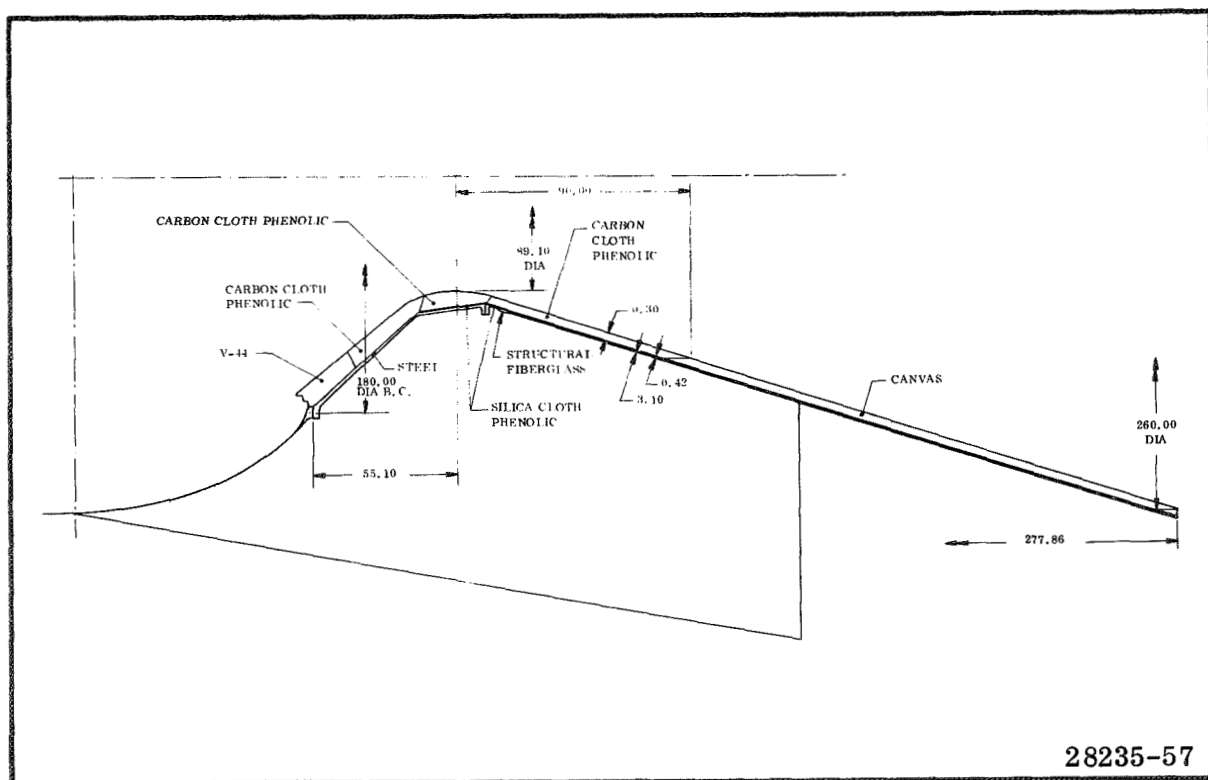 90.00
CARBON CLOTH PHENOLIC
89.10
DIA
CARBON
CLOTH
PHENOLIC
CARBON CLOTH
PHENOLIC
0.30
V-44
STEEL
180.00
DIA B.C.
STRUCTURAL
FIBERGLASS
0.42
3.10
SILICA CLOTH
PHENOLIC
CANVAS
260.00
DIA
55.10
277.86
28235-57